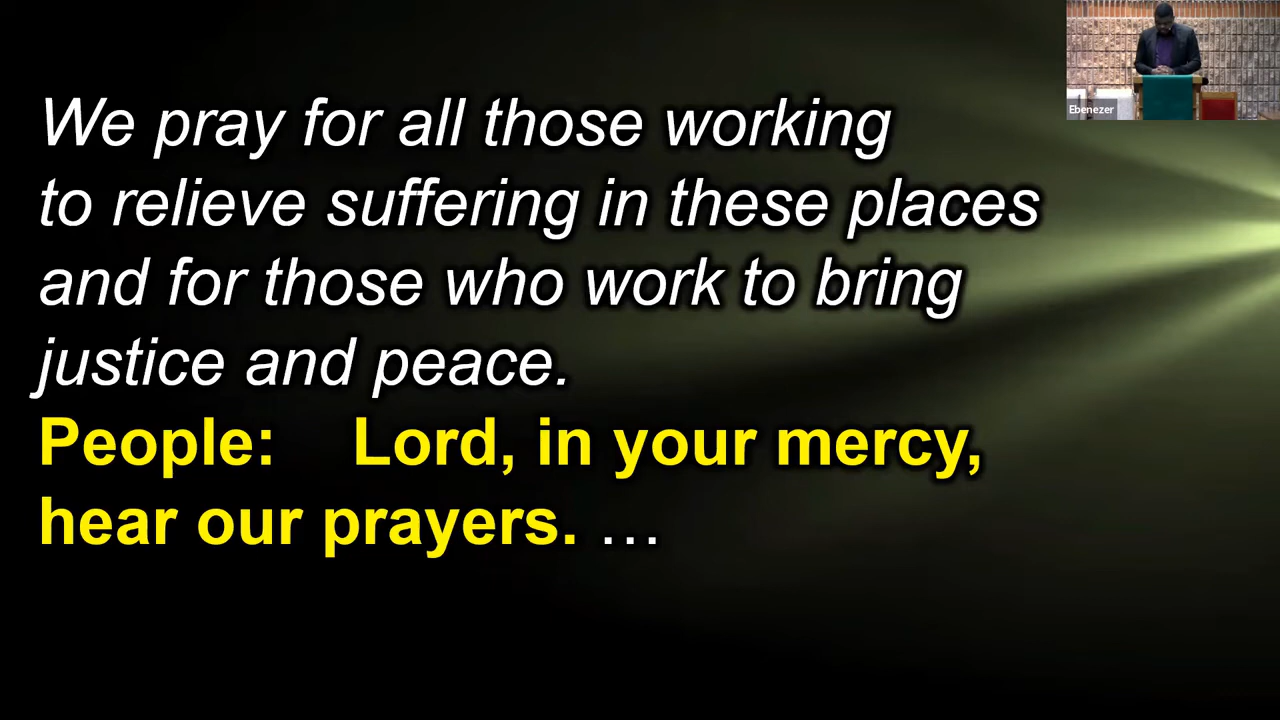 We pray for all those working
to relieve suffering in these places
and for those who work to bring
justice and peace.
People: Lord, in your mercy,
hear our prayers. …
Ebenezer